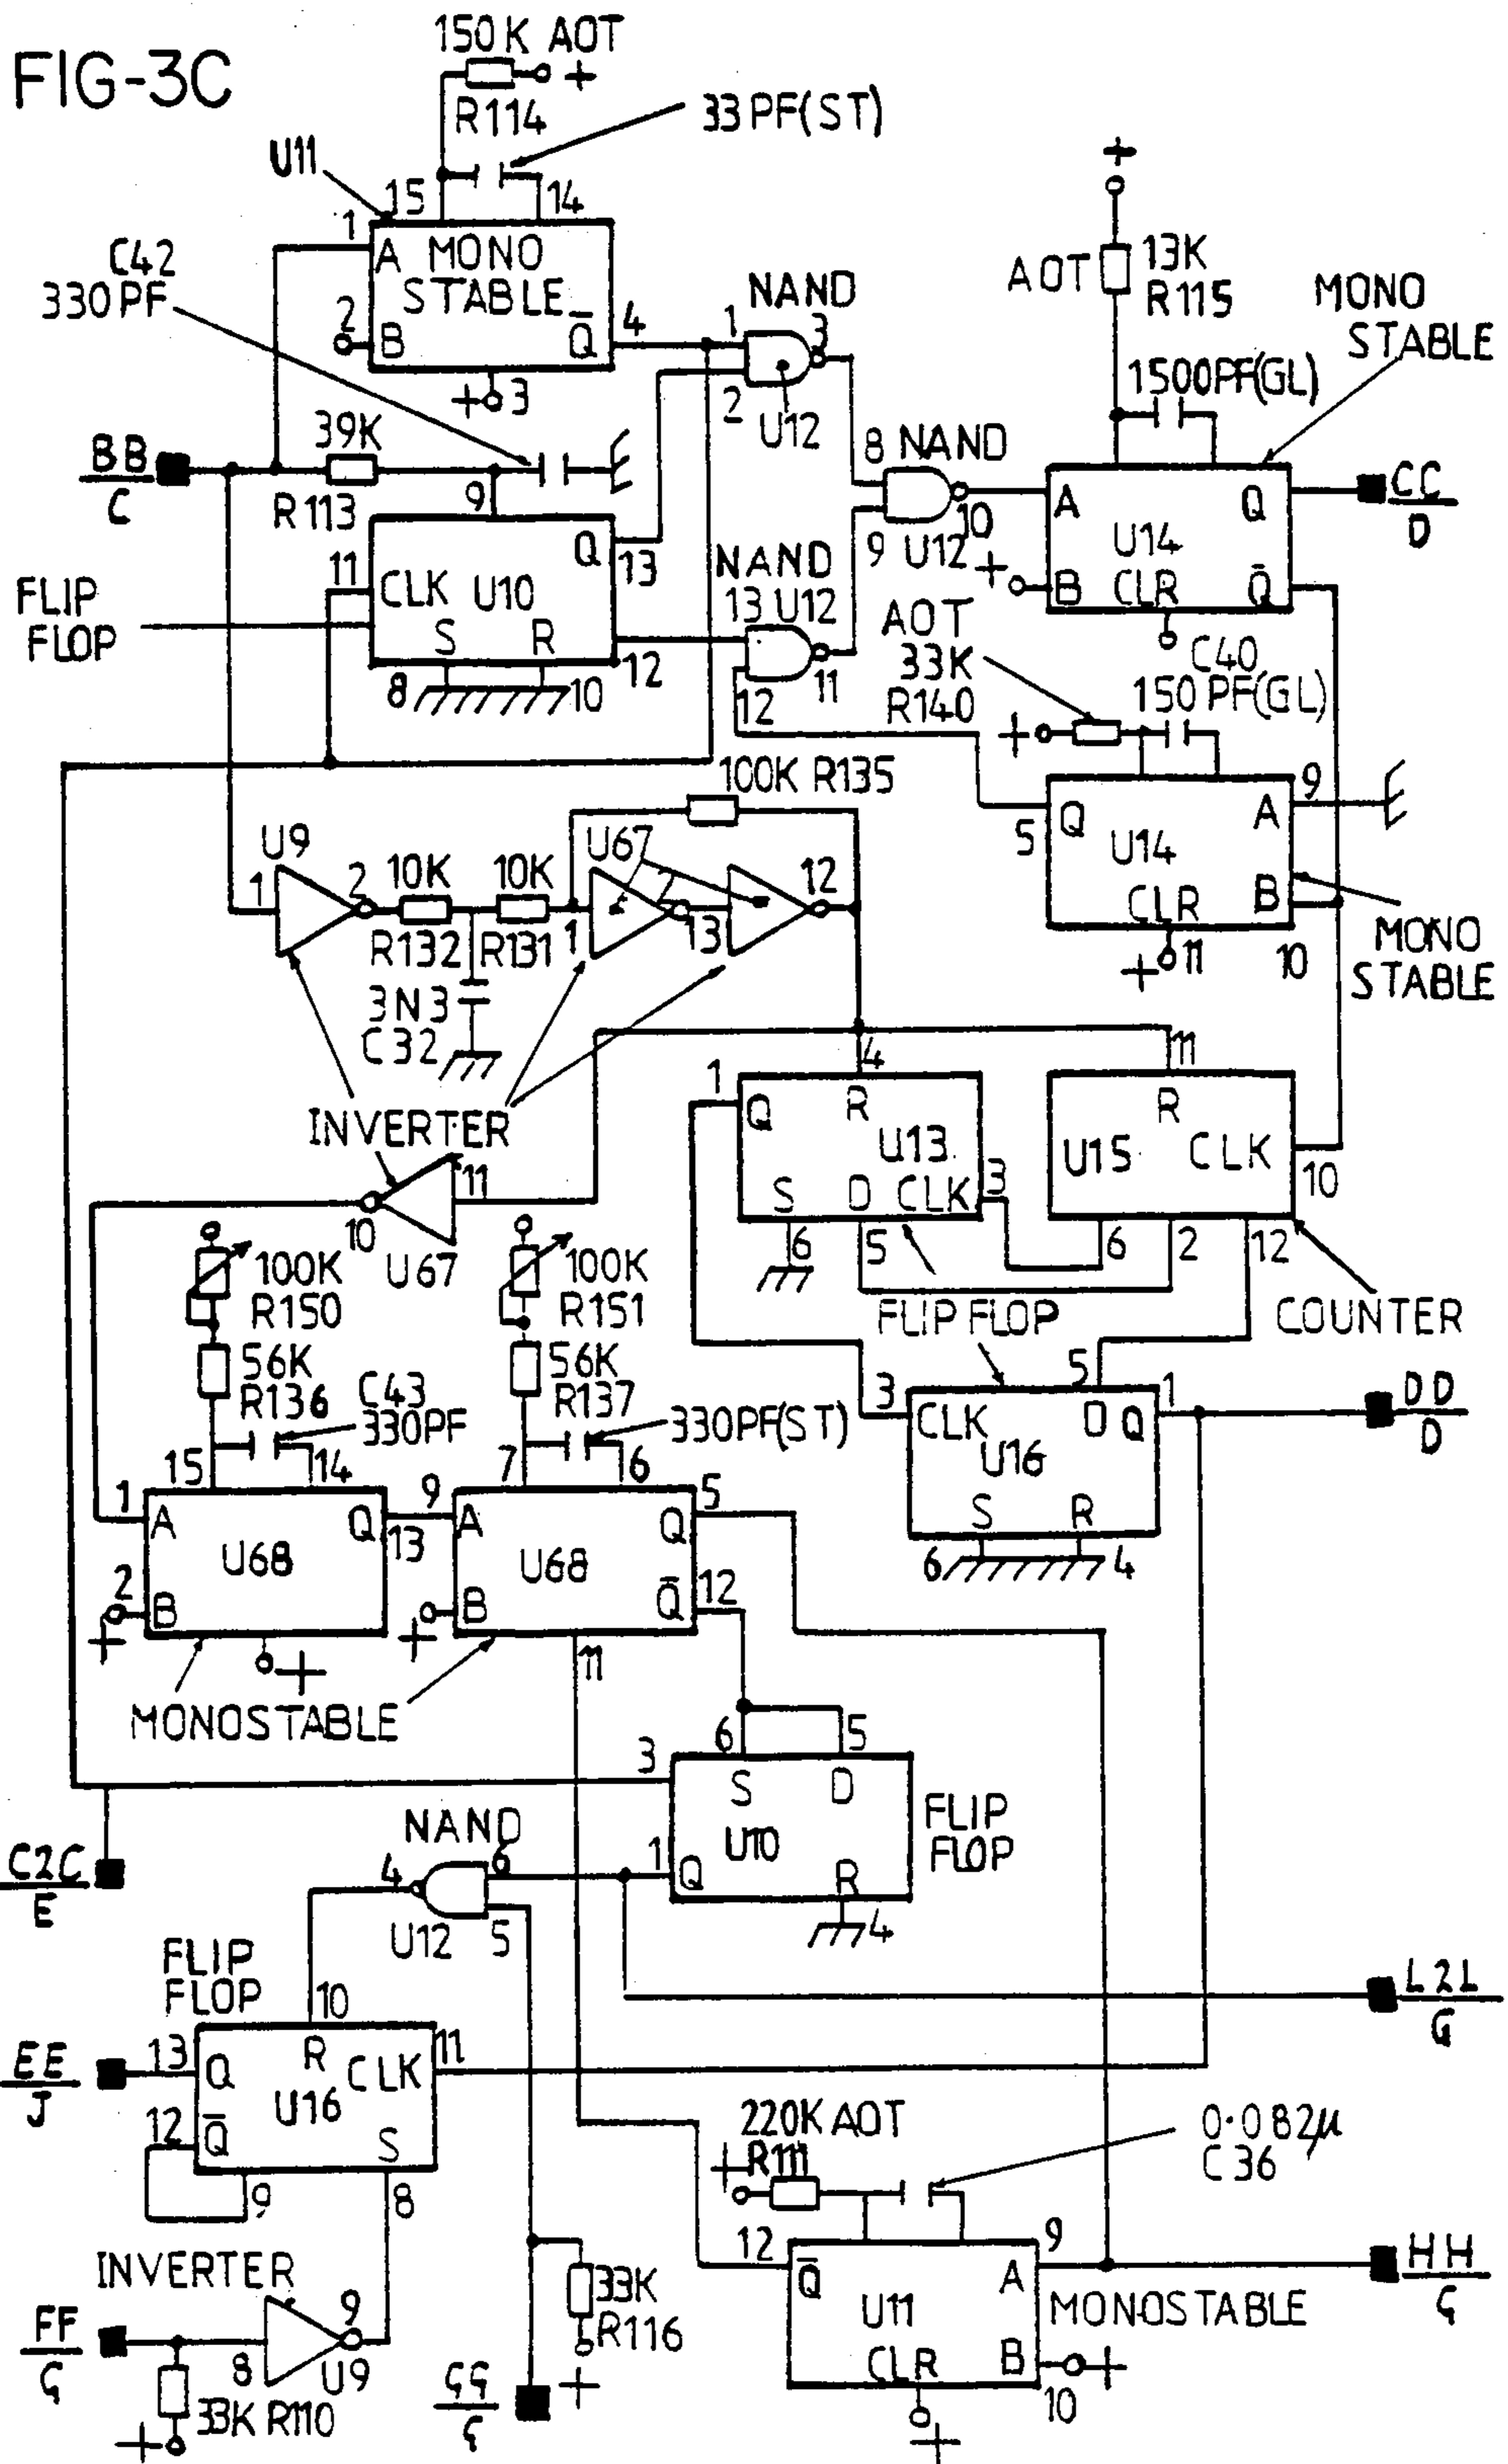 FIG-3C
150K AOT
+
R114
33PF(ST)
U11
15
14
1
A MONO
STABLE
C42
330PF
2
B
Q̅
4
+
3
NAND
1
3
2
U12
+
AOT
13K
R115
MONO
STABLE
1500PF(GL)
BB
C
39K
R113
9
8 NAND
9 U12
10
A
Q
U14
+
B
CLR
Q̅
CC
D
FLIP
FLOP
11
CLK
U10
Q
13
S
R
8
10
12
NAND
13 U12
12
11
AOT
33K
R140
C40
150PF(GL)
+
9
Q
A
5
U14
CLR
B
+
11
10
MONO
STABLE
100K R135
U9
1
2
10K
R132
10K
R131
U67
1
2
13
12
3N3
C32
INVERTER
11
10
U67
4
1
Q
R
U13
S
D
CLK
3
6
5
FLIP FLOP
11
R
U15
CLK
10
6
2
12
COUNTER
100K
R150
100K
R151
56K
R136
56K
R137
C43
330PF
330PF(ST)
15
14
7
6
1
A
Q
13
U68
2
B
+
+
9
A
Q
5
U68
Q̅
12
+
B
11
MONOSTABLE
5
3
CLK
D
Q
1
U16
S
R
6
4
DD
D
3
6
5
S
D
U10
1
Q
R
4
FLIP
FLOP
C2C
E
NAND
4
6
U12
5
L2L
G
FLIP
FLOP
10
EE
J
13
Q
R
CLK
11
U16
12
Q̅
S
9
8
220K AOT
+
R111
0.082µ
C36
12
Q̅
9
A
U11
MONOSTABLE
CLR
B
+
10
+
HH
G
INVERTER
FF
G
8
9
U9
33K R110
+
33K
R116
+
GG
G